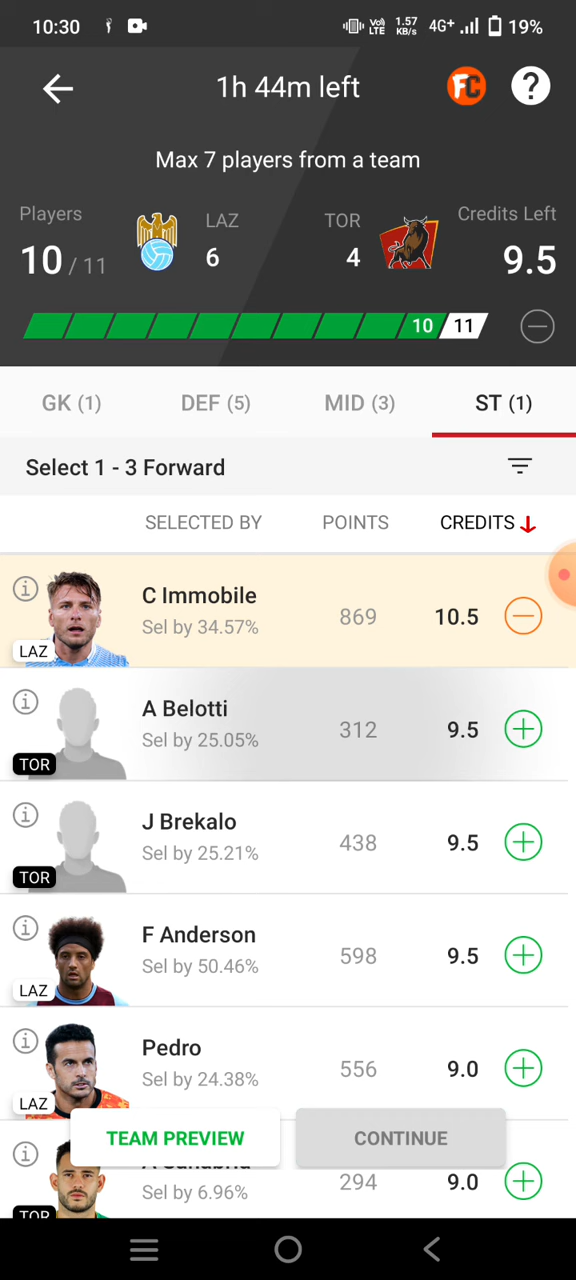 10:30
Vo) LTE 1.57 KB/s 4G+ 19%
1h 44m left
FC ?
Max 7 players from a team
Players LAZ TOR Credits Left
10 / 11 6 4 9.5
10 11
GK (1) DEF (5) MID (3) ST (1)
Select 1 - 3 Forward
SELECTED BY POINTS CREDITS
C Immobile
Sel by 34.57% 869 10.5
LAZ
A Belotti
Sel by 25.05% 312 9.5
TOR
J Brekalo
Sel by 25.21% 438 9.5
TOR
F Anderson
Sel by 50.46% 598 9.5
LAZ
Pedro
Sel by 24.38% 556 9.0
LAZ
TEAM PREVIEW CONTINUE
Sel by 6.96% 294 9.0
TOR